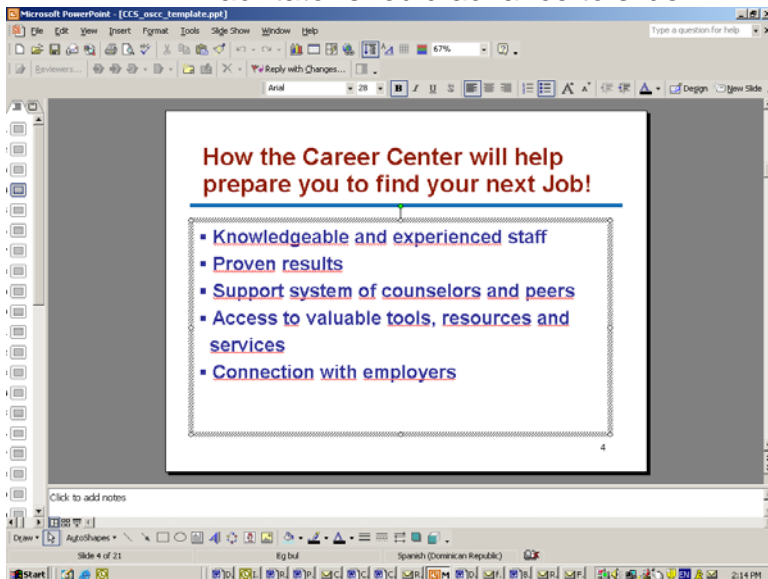 Microsoft PowerPoint - [CCS_oscc_template.ppt]
File Edit View Insert Format Tools Slide Show Window Help
Type a question for help
67%
Reviewers... Reply with Changes...
Arial 28 B I U S A A A Design New Slide
How the Career Center will help
prepare you to find your next Job!
▪ Knowledgeable and experienced staff
▪ Proven results
▪ Support system of counselors and peers
▪ Access to valuable tools, resources and
services
▪ Connection with employers
4
Click to add notes
Draw AutoShapes
Slide 4 of 21 Eg bul Spanish (Dominican Republic)
Start EN 2:14 PM